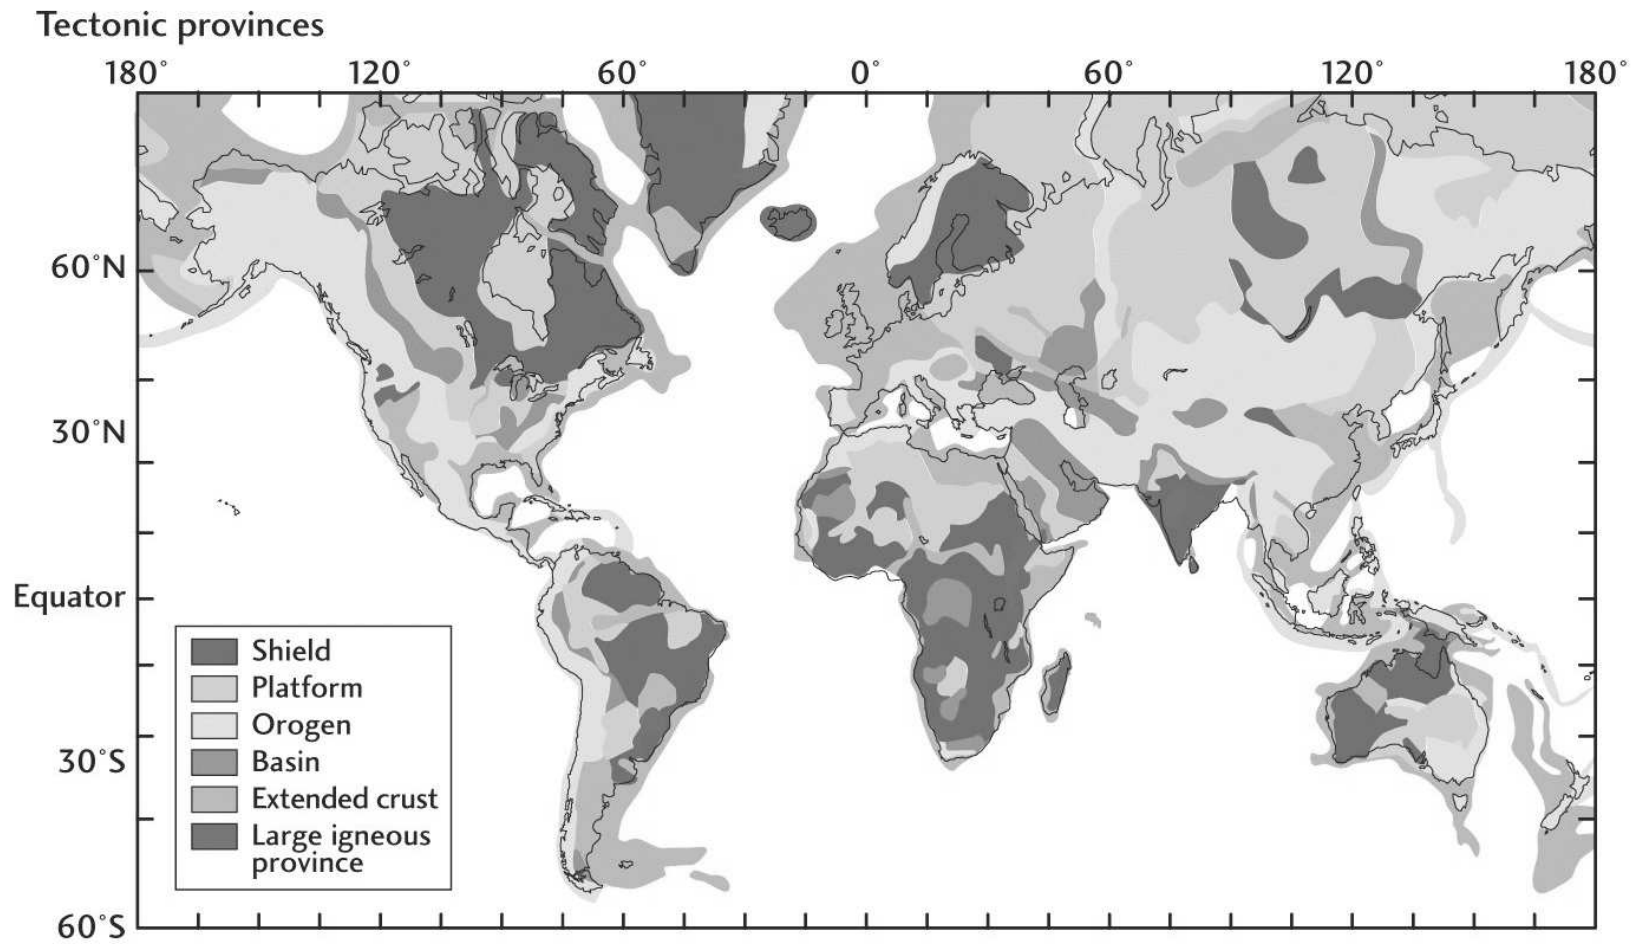 Tectonic provinces
180° 120° 60° 0° 60° 120° 180°
60°N
30°N
Equator
30°S
60°S
Shield
Platform
Orogen
Basin
Extended crust
Large igneous
province